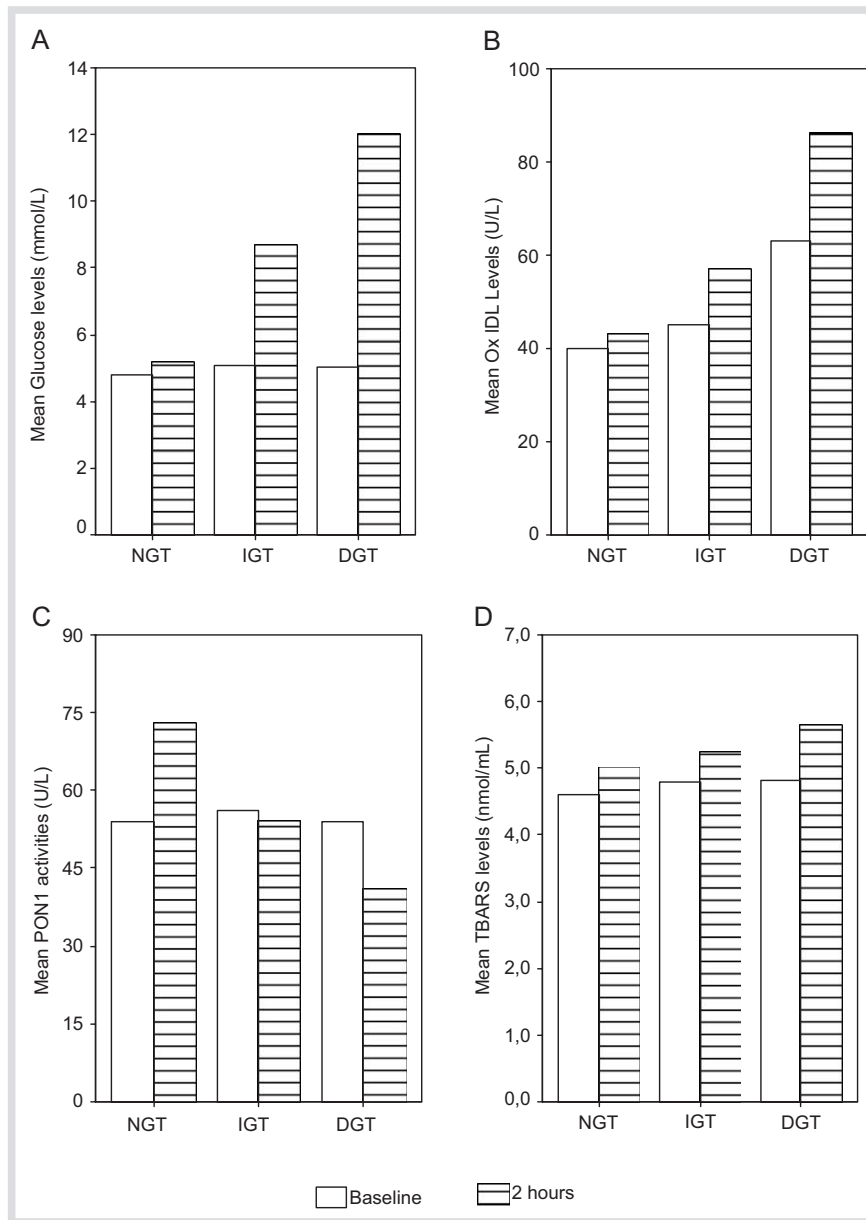 A
Mean Glucose levels (mmol/L)
14
12
10
8
6
4
2
0
NGT IGT DGT
B
Mean Ox IDL Levels (U/L)
100
80
60
40
20
0
NGT IGT DGT
C
Mean PON1 activities (U/L)
90
75
60
45
30
15
0
NGT IGT DGT
D
Mean TBARS levels (nmol/mL)
7,0
6,0
5,0
4,0
3,0
2,0
1,0
0,0
NGT IGT DGT
Baseline 2 hours